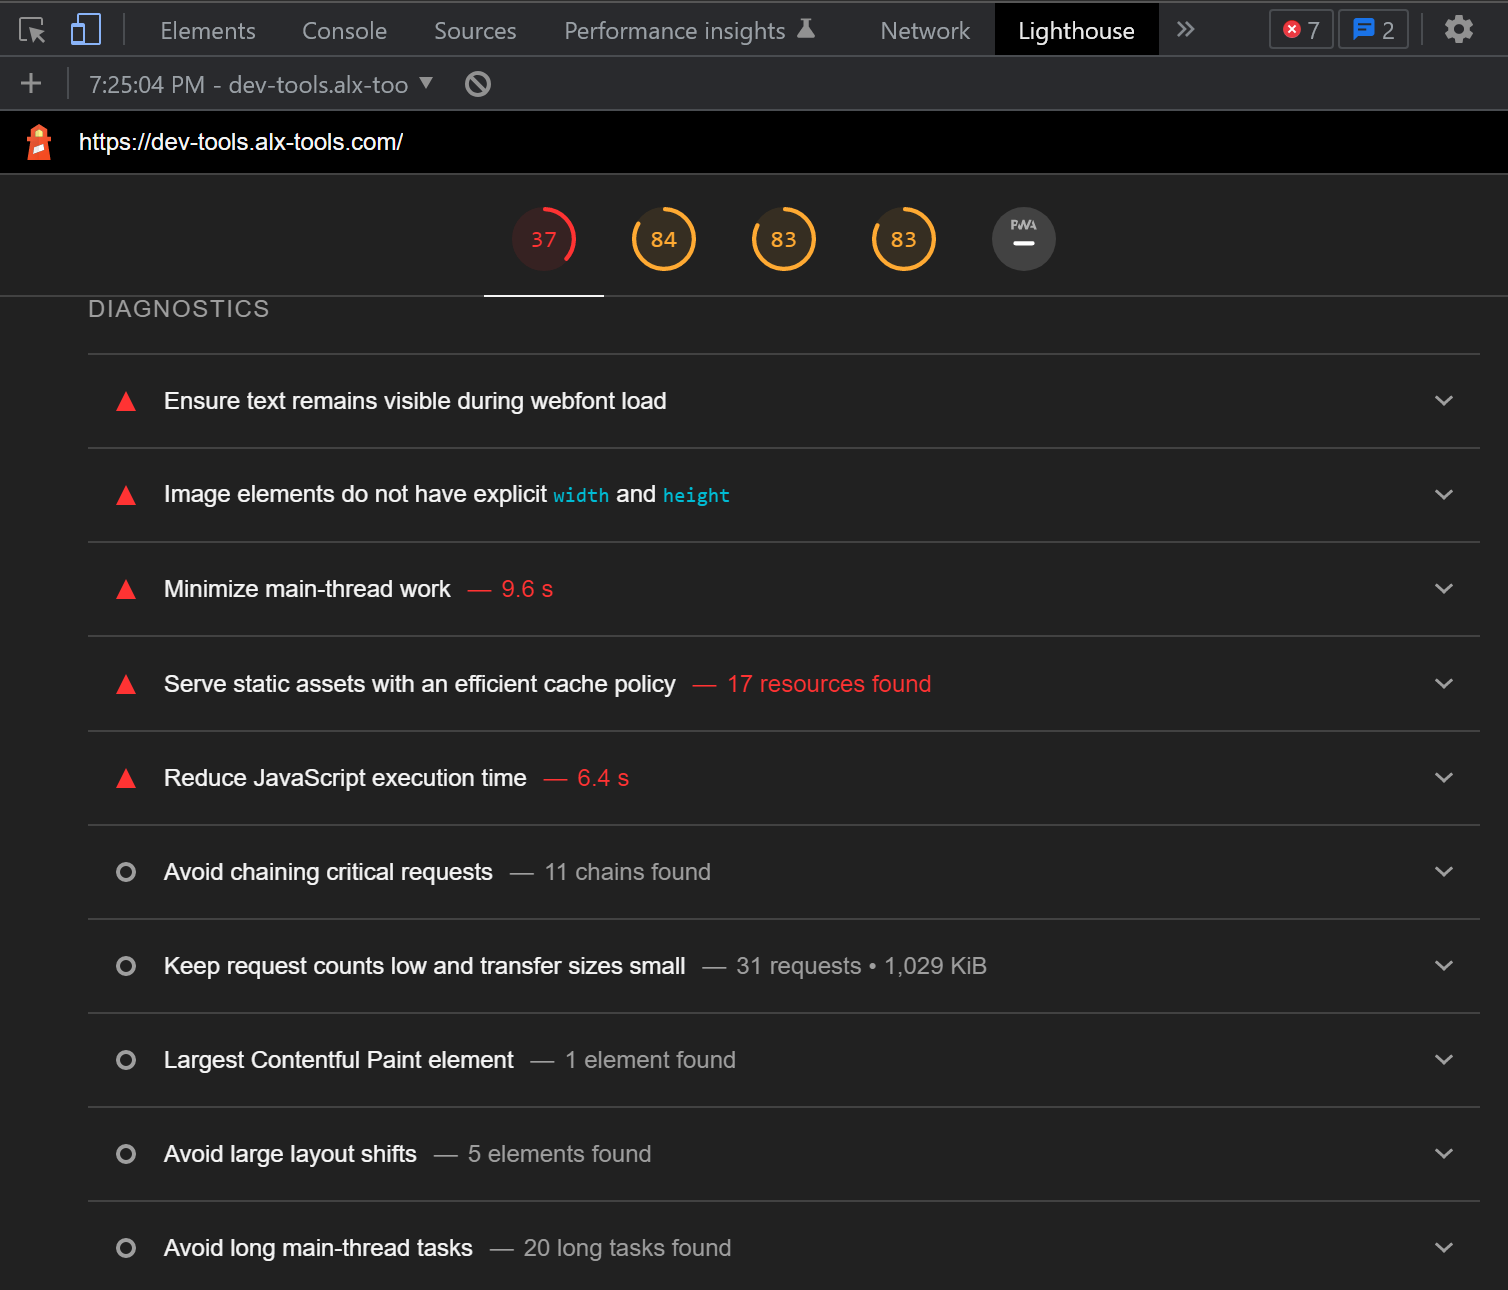 Elements Console Sources Performance insights Network Lighthouse 7 2
7:25:04 PM - dev-tools.alx-too
https://dev-tools.alx-tools.com/
37 84 83 83 PWA
DIAGNOSTICS
Ensure text remains visible during webfont load
Image elements do not have explicit width and height
Minimize main-thread work — 9.6 s
Serve static assets with an efficient cache policy — 17 resources found
Reduce JavaScript execution time — 6.4 s
Avoid chaining critical requests — 11 chains found
Keep request counts low and transfer sizes small — 31 requests • 1,029 KiB
Largest Contentful Paint element — 1 element found
Avoid large layout shifts — 5 elements found
Avoid long main-thread tasks — 20 long tasks found